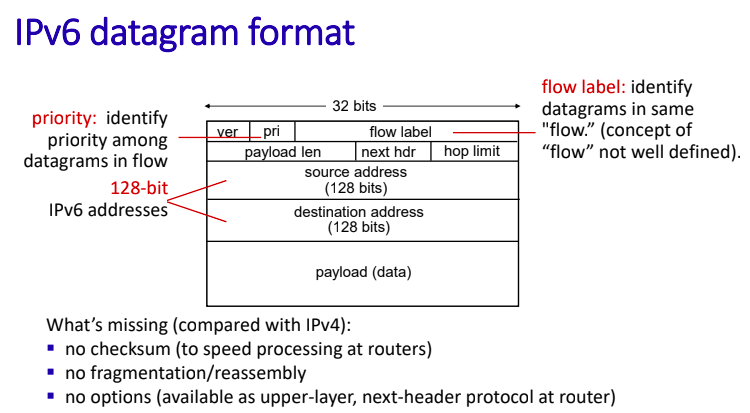 IPv6 datagram format
32 bits
flow label: identify
datagrams in same
"flow.” (concept of
“flow” not well defined).
priority: identify
priority among
datagrams in flow
128-bit
IPv6 addresses
ver pri flow label
payload len next hdr hop limit
source address
(128 bits)
destination address
(128 bits)
payload (data)
What’s missing (compared with IPv4):
▪ no checksum (to speed processing at routers)
▪ no fragmentation/reassembly
▪ no options (available as upper-layer, next-header protocol at router)